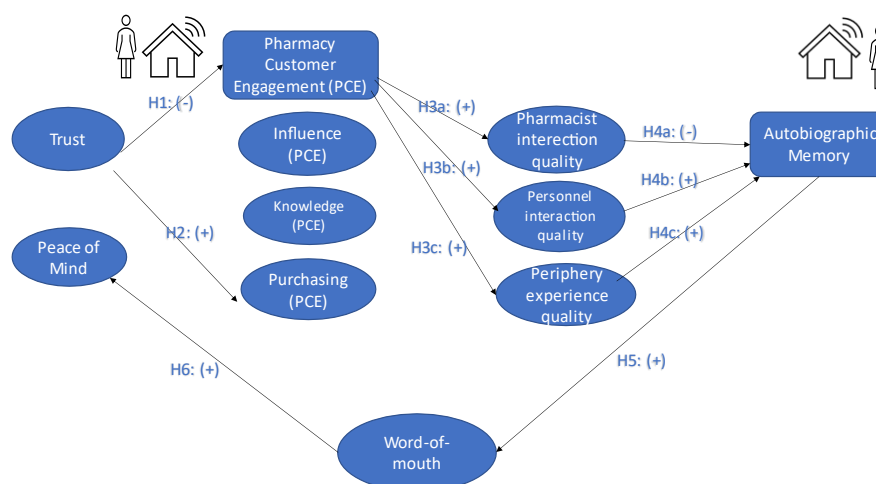 Pharmacy
Customer
Engagement (PCE)
H1: (-)
H3a: (+)
Trust
Influence
(PCE)
Pharmacist
interection
quality
H4a: (-)
Autobiographic
Memory
H3b: (+)
H4b: (+)
Knowledge
(PCE)
Personnel
interaction
quality
H2: (+)
H3c: (+)
H4c: (+)
Peace of
Mind
Purchasing
(PCE)
Periphery
experience
quality
H6: (+)
H5: (+)
Word-of-
mouth